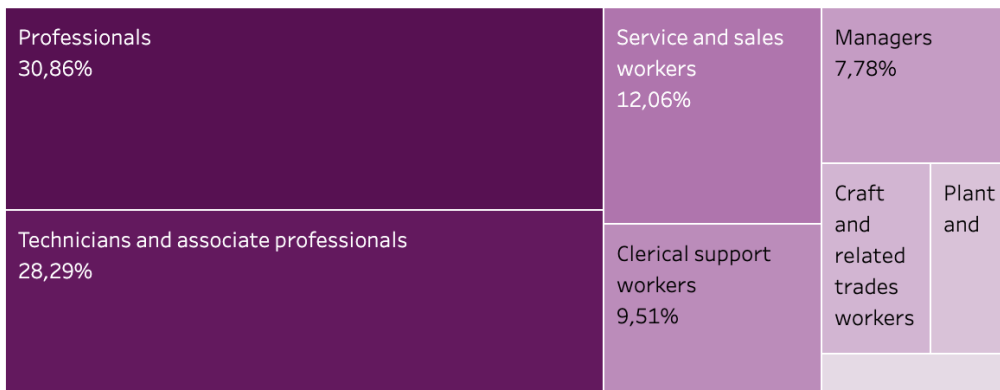 Professionals
30,86%
Technicians and associate professionals
28,29%
Service and sales
workers
12,06%
Clerical support
workers
9,51%
Managers
7,78%
Craft
and
related
trades
workers
Plant
and